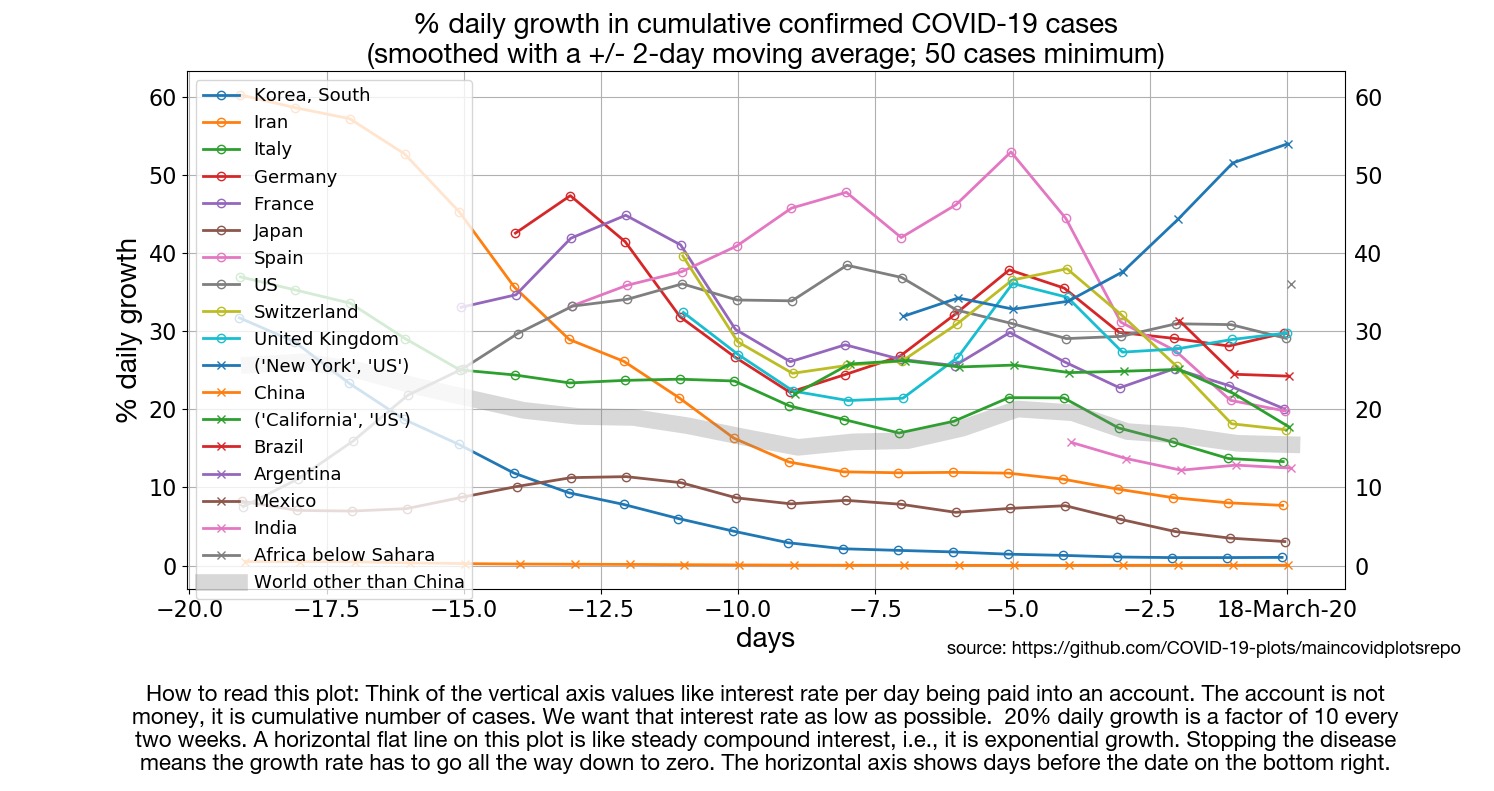 % daily growth in cumulative confirmed COVID-19 cases
(smoothed with a +/- 2-day moving average; 50 cases minimum)
% daily growth
60
50
40
30
20
10
0
Korea, South
Iran
Italy
Germany
France
Japan
Spain
US
Switzerland
United Kingdom
('New York', 'US')
China
('California', 'US')
Brazil
Argentina
Mexico
India
Africa below Sahara
World other than China
60
50
40
30
20
10
0
−20.0 −17.5 −15.0 −12.5 −10.0 −7.5 −5.0 −2.5 18-March-20
days
source: https://github.com/COVID-19-plots/maincovidplotsrepo
How to read this plot: Think of the vertical axis values like interest rate per day being paid into an account. The account is not
money, it is cumulative number of cases. We want that interest rate as low as possible.  20% daily growth is a factor of 10 every
two weeks. A horizontal flat line on this plot is like steady compound interest, i.e., it is exponential growth. Stopping the disease
means the growth rate has to go all the way down to zero. The horizontal axis shows days before the date on the bottom right.